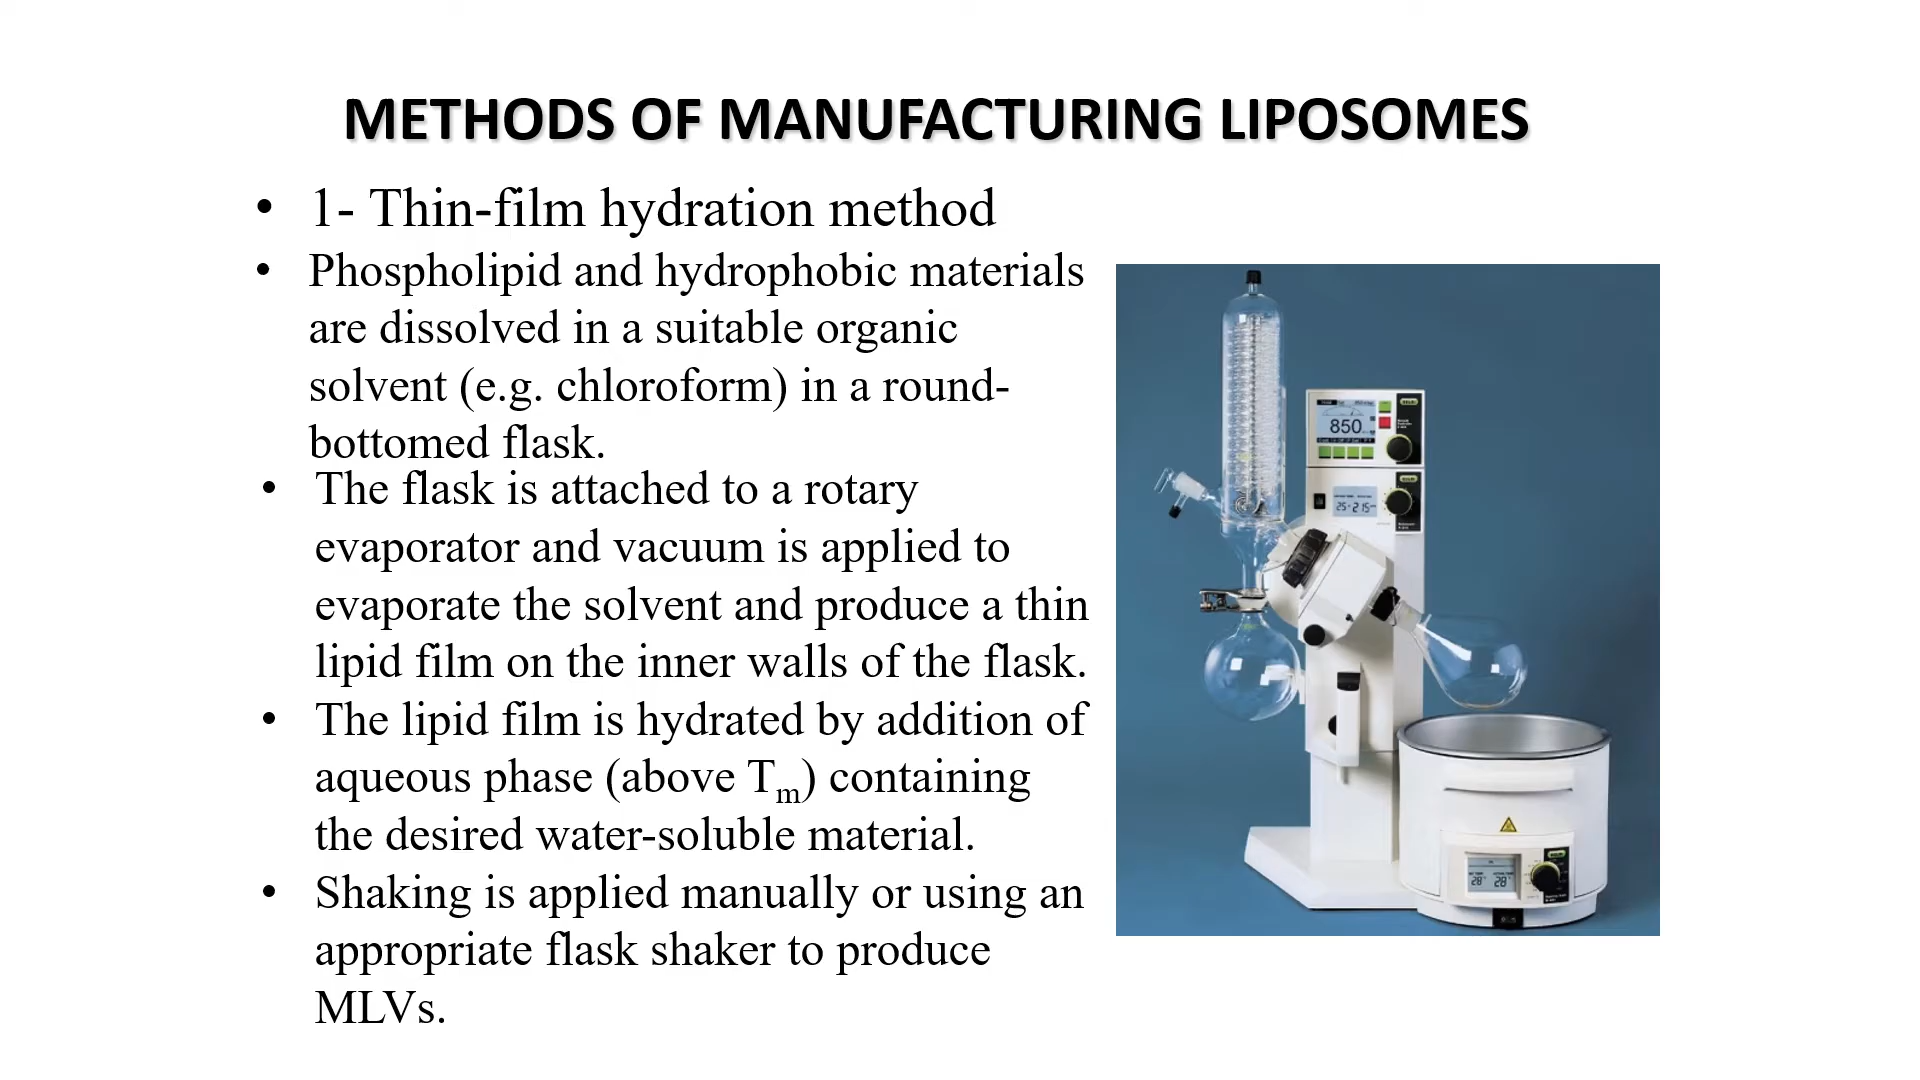 METHODS OF MANUFACTURING LIPOSOMES
• 1- Thin-film hydration method
• Phospholipid and hydrophobic materials
are dissolved in a suitable organic
solvent (e.g. chloroform) in a round-
bottomed flask.
• The flask is attached to a rotary
evaporator and vacuum is applied to
evaporate the solvent and produce a thin
lipid film on the inner walls of the flask.
• The lipid film is hydrated by addition of
aqueous phase (above Tm) containing
the desired water-soluble material.
• Shaking is applied manually or using an
appropriate flask shaker to produce
MLVs.
850
25 215
28 28